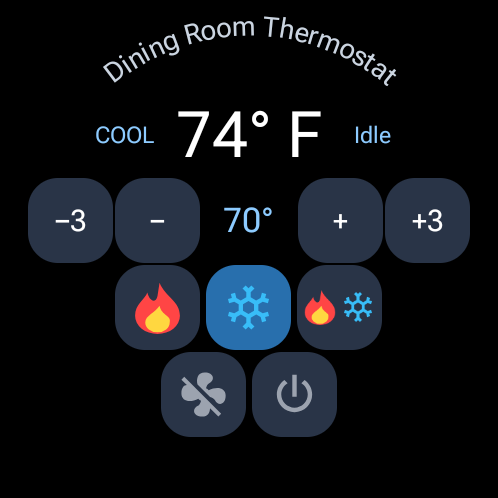 Dining Room Thermostat
COOL 74° F Idle
−3 − 70° + +3